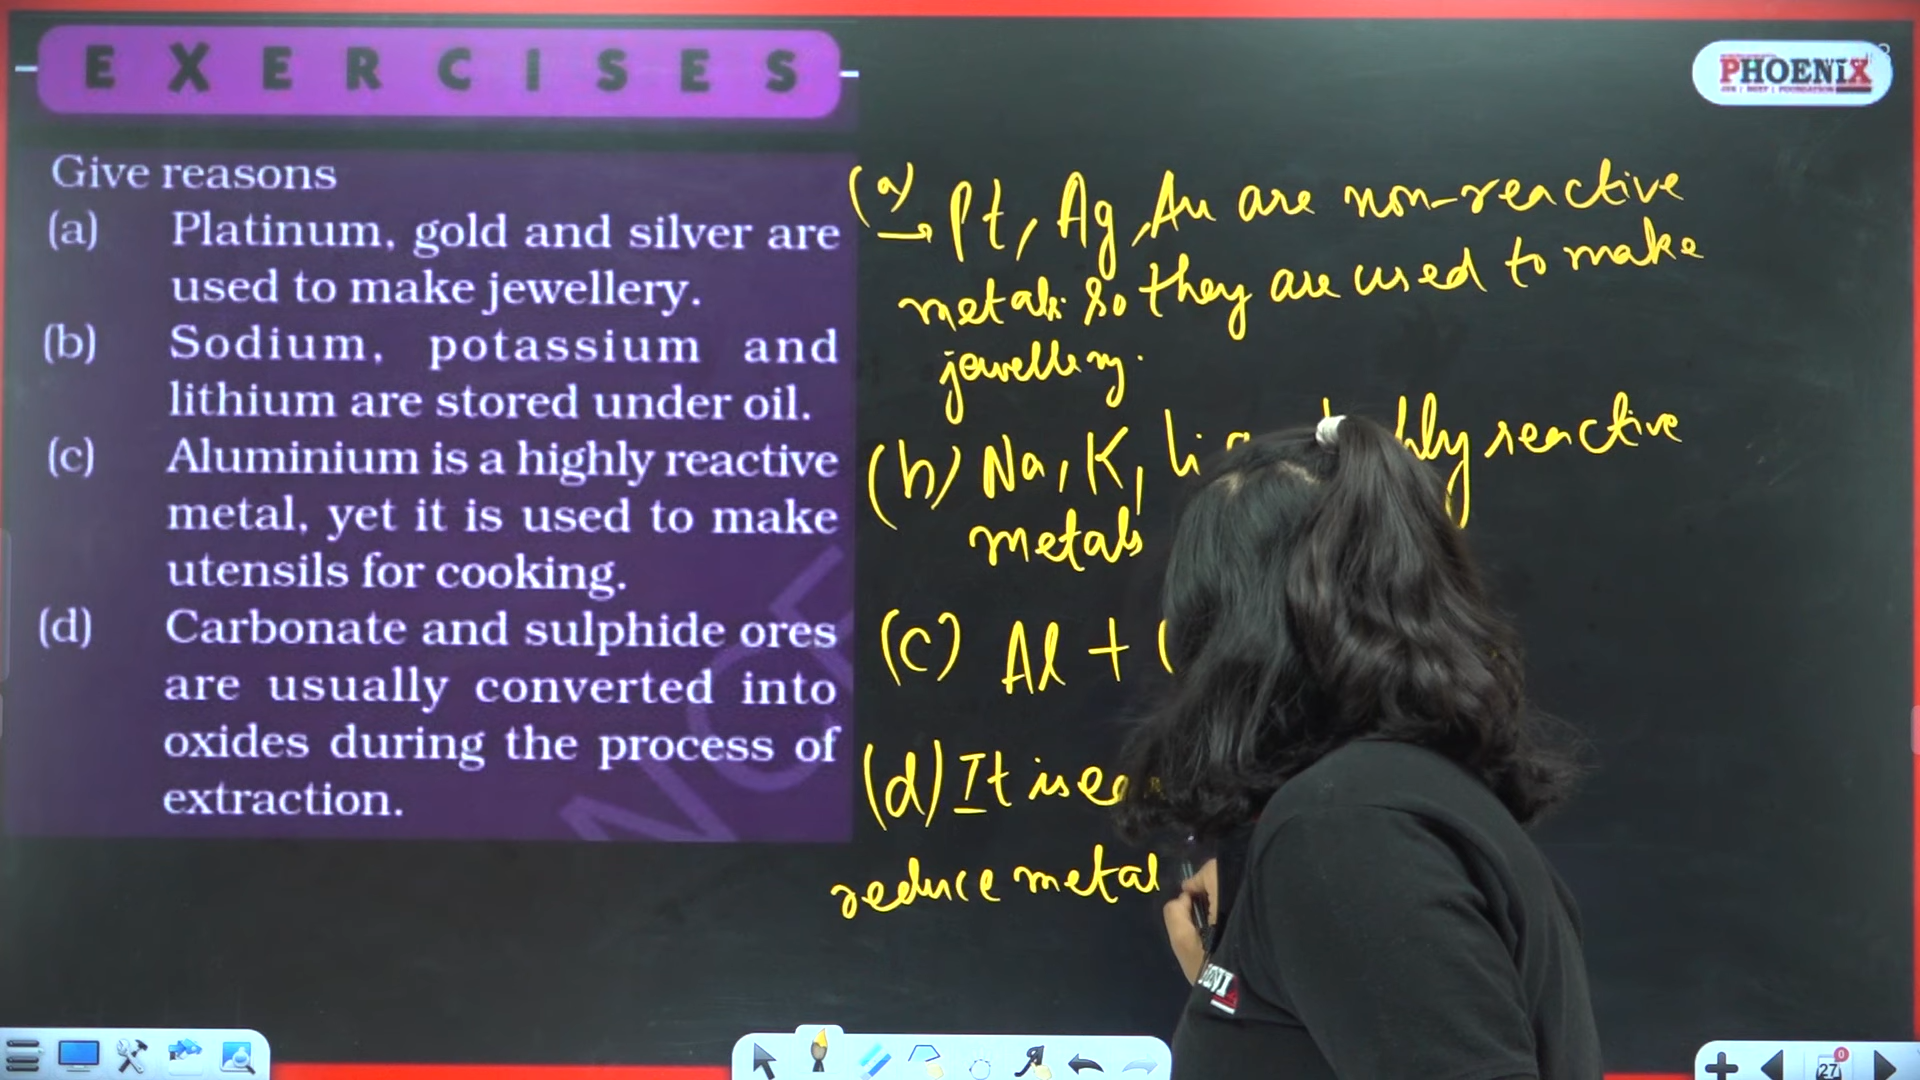 EXERCISES
PHOENIX
Give reasons
(a) Platinum, gold and silver are
used to make jewellery.
(b) Sodium, potassium and
lithium are stored under oil.
(c) Aluminium is a highly reactive
metal, yet it is used to make
utensils for cooking.
(d) Carbonate and sulphide ores
are usually converted into
oxides during the process of
extraction.
(a) → Pt, Ag, Au are non-reactive
metals. So they are used to make
jewellery.
(b) Na, K, Li reactive
metals
(c) Al +
(d) It is
reduce metal
27
0